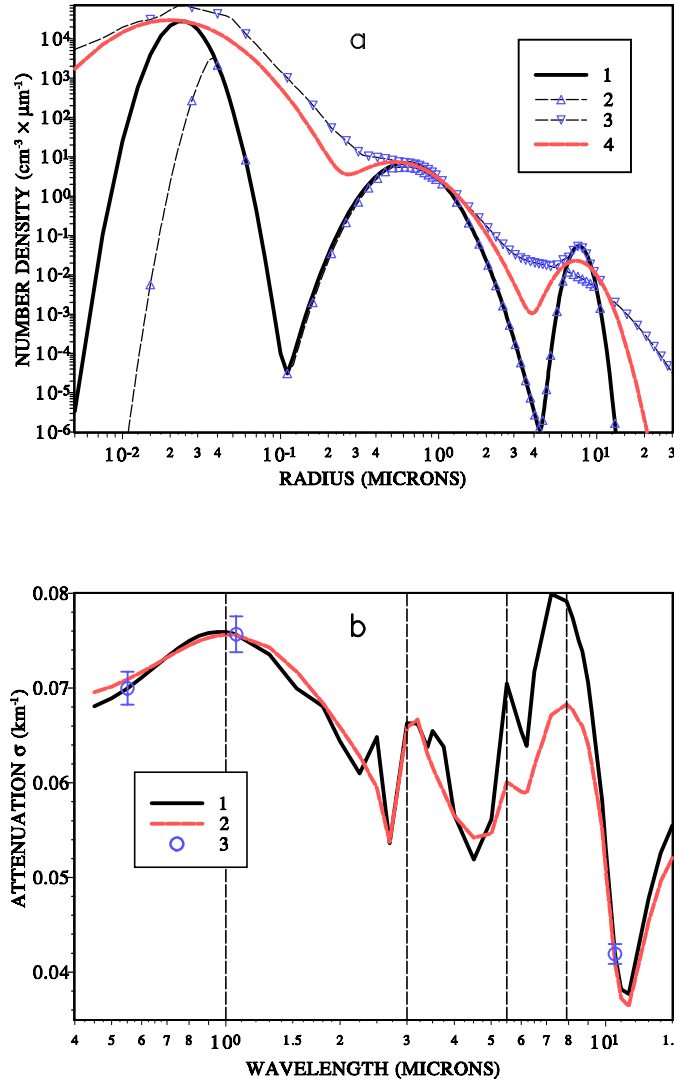 a
NUMBER DENSITY (cm⁻³ × µm⁻¹)
10⁴
10³
10²
10¹
10⁰
10⁻¹
10⁻²
10⁻³
10⁻⁴
10⁻⁵
10⁻⁶
1
2
3
4
10⁻² 2 3 4 10⁻¹ 2 3 4 10⁰ 2 3 4 10¹ 2 3
RADIUS (MICRONS)
b
ATTENUATION σ (km⁻¹)
0.08
0.07
0.06
0.05
0.04
1
2
3
4 5 6 7 8 10⁰ 1.5 2 3 4 5 6 7 8 10¹ 1.
WAVELENGTH (MICRONS)